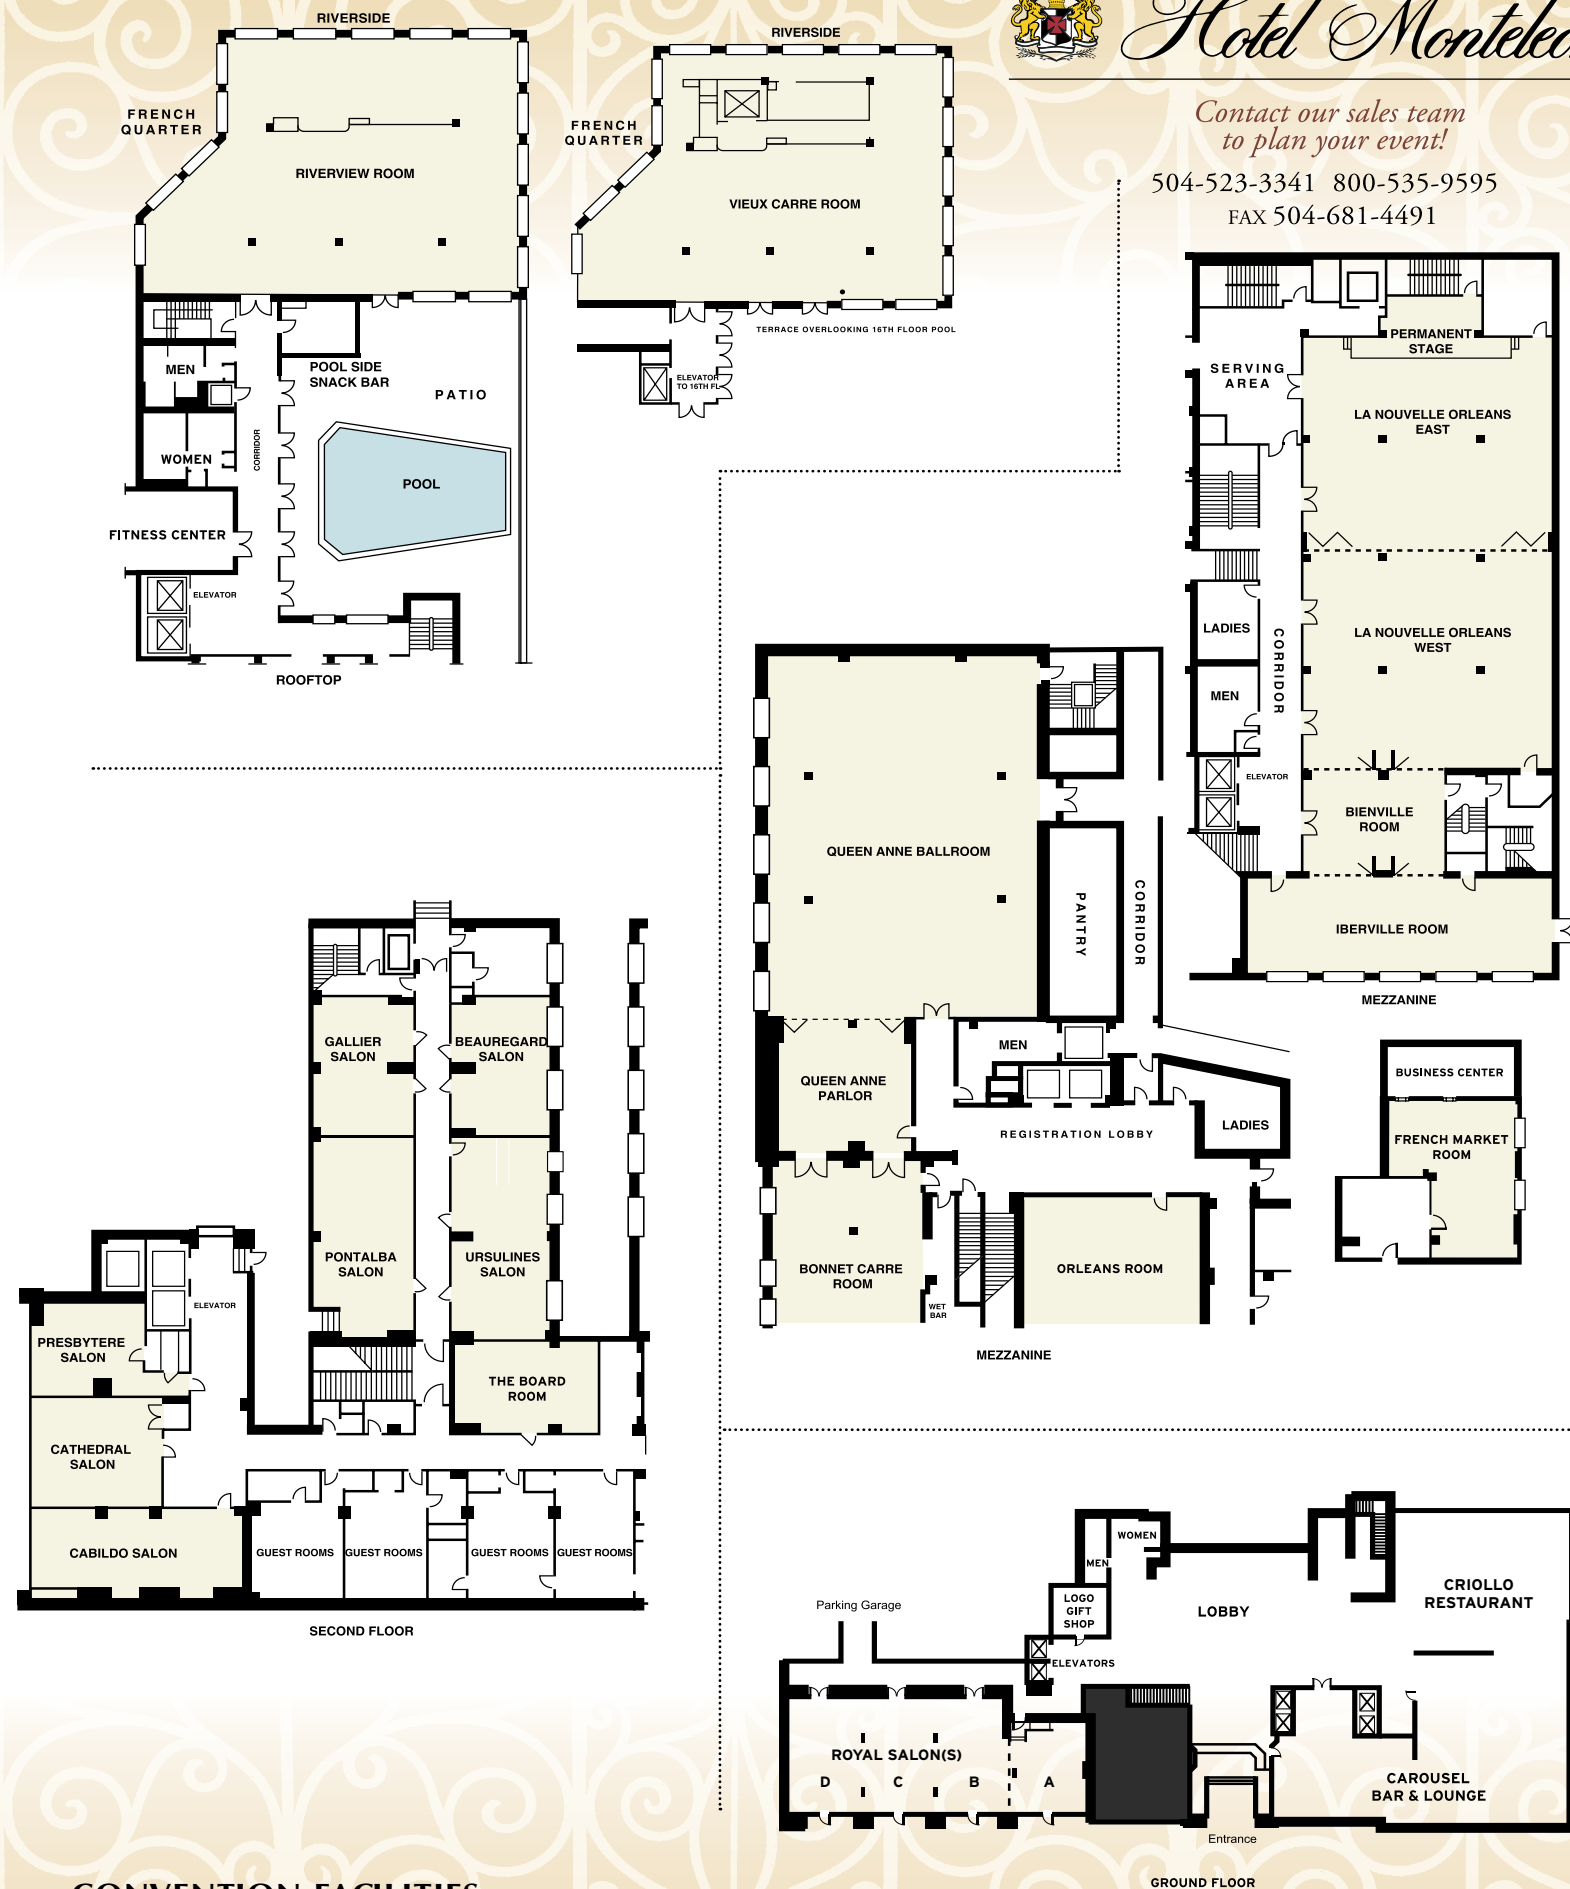 RIVERSIDE
FRENCH
QUARTER
RIVERVIEW ROOM
MEN
WOMEN
CORRIDOR
POOL SIDE
SNACK BAR
PATIO
POOL
FITNESS CENTER
ELEVATOR
ROOFTOP
RIVERSIDE
FRENCH
QUARTER
VIEUX CARRE ROOM
TERRACE OVERLOOKING 16TH FLOOR POOL
ELEVATOR
TO 16TH FL
Hotel
Contact our sales team
to plan your event!
504-523-3341 800-535-9595
FAX 504-681-4491
PERMANENT
STAGE
SERVING
AREA
LA NOUVELLE ORLEANS
EAST
LA NOUVELLE ORLEANS
WEST
LADIES
CORRIDOR
MEN
ELEVATOR
BIENVILLE
ROOM
IBERVILLE ROOM
MEZZANINE
QUEEN ANNE BALLROOM
PANTRY
CORRIDOR
MEN
QUEEN ANNE
PARLOR
REGISTRATION LOBBY
LADIES
BONNET CARRE
ROOM
WET
BAR
ORLEANS ROOM
MEZZANINE
BUSINESS CENTER
FRENCH MARKET
ROOM
GALLIER
SALON
BEAUREGARD
SALON
PONTALBA
SALON
URSULINES
SALON
ELEVATOR
PRESBYTERE
SALON
THE BOARD
ROOM
CATHEDRAL
SALON
CABILDO SALON
GUEST ROOMS
GUEST ROOMS
GUEST ROOMS
GUEST ROOMS
SECOND FLOOR
WOMEN
MEN
LOGO
GIFT
SHOP
LOBBY
CRIOLLO
RESTAURANT
Parking Garage
ELEVATORS
ROYAL SALON(S)
D C B A
CAROUSEL
BAR & LOUNGE
Entrance
GROUND FLOOR
CONVENTION FACILITIES